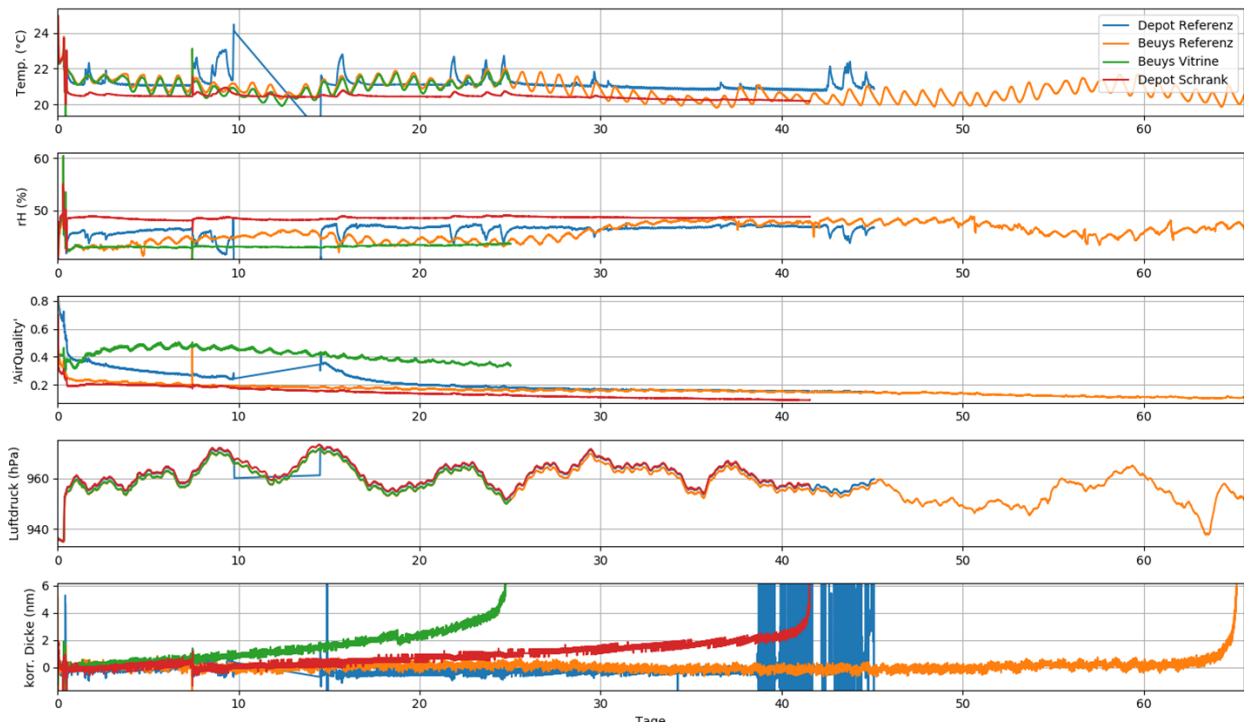 Temp. (°C)
24
22
20
Depot Referenz
Beuys Referenz
Beuys Vitrine
Depot Schrank
0 10 20 30 40 50 60
rH (%)
60
50
0 10 20 30 40 50 60
'AirQuality'
0.8
0.6
0.4
0.2
0 10 20 30 40 50 60
Luftdruck (hPa)
960
940
0 10 20 30 40 50 60
korr. Dicke (nm)
6
4
2
0
0 10 20 30 40 50 60
Tage